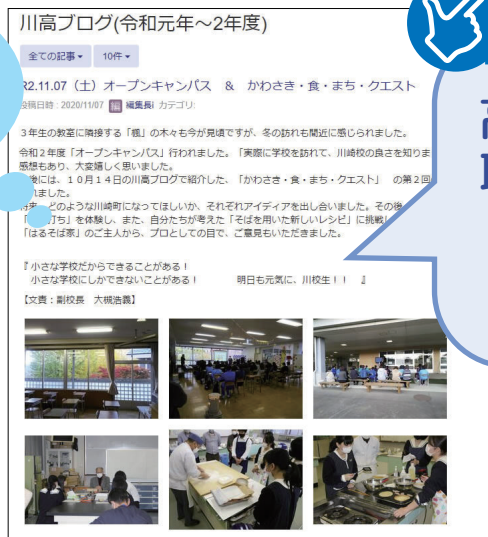 川高ブログ(令和元年～2年度)
全ての記事 10件
R2.11.07（土）オープンキャンパス ＆ かわさき・食・まち・クエスト
投稿日時 : 2020/11/07 編 編集長i カテゴリ:
３年生の教室に隣接する「楓」の木々も今が見頃ですが、冬の訪れも間近に感じられました。
令和２年度「オープンキャンパス」行われました。「実際に学校を訪れて、川崎校の良さを知りま
感想もあり、大変嬉しく思いました。
後には、１０月１４日の川高ブログで紹介した、「かわさき・食・まち・クエスト」 の第２回
れました。
どのような川崎町になってほしいか、それぞれアイディアを出し合いました。その後
打ち」を体験し、また、自分たちが考えた「そばを用いた新しいレシピ」に挑戦し
「はるそば家」のご主人から、プロとしての目で、ご意見もいただきました。
『 小さな学校だからできることがある！
小さな学校にしかできないことがある！ 明日も元気に、川校生！！ 』
【文責：副校長 大槻浩義】